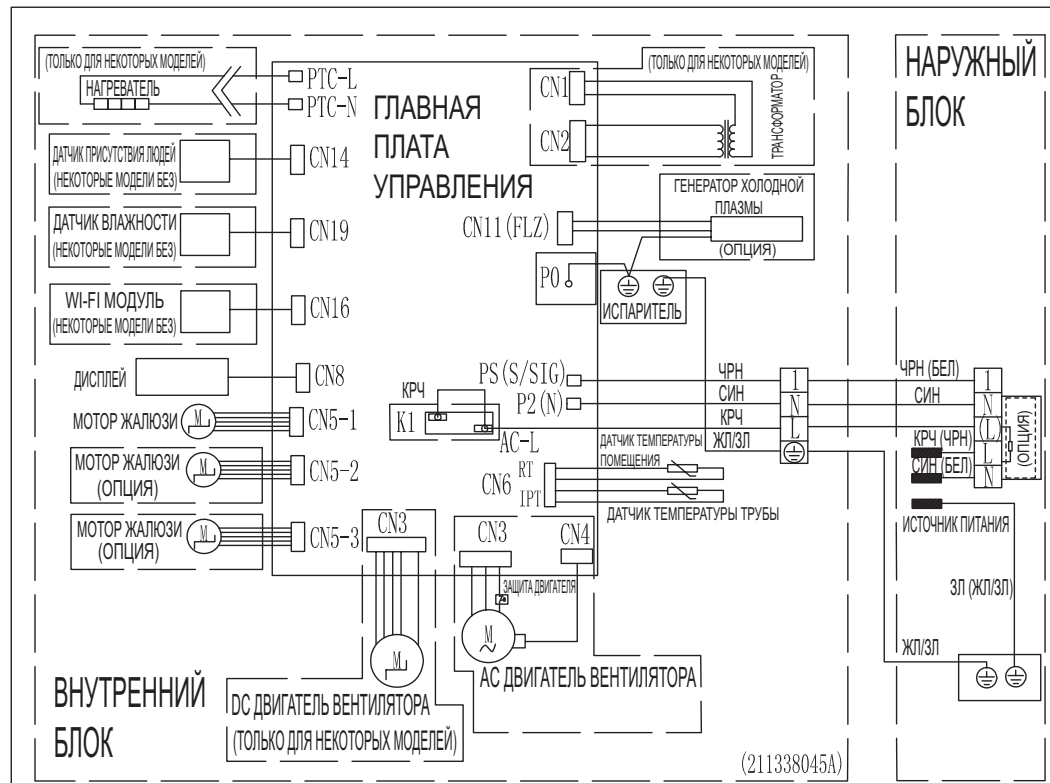 (ТОЛЬКО ДЛЯ НЕКОТОРЫХ МОДЕЛЕЙ)
НАГРЕВАТЕЛЬ
PTC-L
PTC-N
ДАТЧИК ПРИСУТСТВИЯ ЛЮДЕЙ
(НЕКОТОРЫЕ МОДЕЛИ БЕЗ)
CN14
ДАТЧИК ВЛАЖНОСТИ
(НЕКОТОРЫЕ МОДЕЛИ БЕЗ)
CN19
WI-FI МОДУЛЬ
(НЕКОТОРЫЕ МОДЕЛИ БЕЗ)
CN16
ДИСПЛЕЙ
CN8
МОТОР ЖАЛЮЗИ
M
CN5-1
МОТОР ЖАЛЮЗИ
(ОПЦИЯ)
M
CN5-2
МОТОР ЖАЛЮЗИ
(ОПЦИЯ)
M
CN5-3
ГЛАВНАЯ
ПЛАТА
УПРАВЛЕНИЯ
(ТОЛЬКО ДЛЯ НЕКОТОРЫХ МОДЕЛЕЙ)
CN1
CN2
ТРАНСФОРМАТОР
ГЕНЕРАТОР ХОЛОДНОЙ
ПЛАЗМЫ
(ОПЦИЯ)
CN11(FLZ)
P0
ИСПАРИТЕЛЬ
PS(S/SIG)
P2(N)
КРЧ
K1
AC-L
CN6
RT
IPT
ДАТЧИК ТЕМПЕРАТУРЫ
ПОМЕЩЕНИЯ
ДАТЧИК ТЕМПЕРАТУРЫ ТРУБЫ
ЧРН
СИН
КРЧ
ЖЛ/ЗЛ
1
N
L
CN3
M
DC ДВИГАТЕЛЬ ВЕНТИЛЯТОРА
(ТОЛЬКО ДЛЯ НЕКОТОРЫХ МОДЕЛЕЙ)
CN3
CN4
ЗАЩИТА ДВИГАТЕЛЯ
M
AC ДВИГАТЕЛЬ ВЕНТИЛЯТОРА
ВНУТРЕННИЙ
БЛОК
(211338045A)
НАРУЖНЫЙ
БЛОК
ЧРН (БЕЛ)
СИН
КРЧ (ЧРН)
СИН (БЕЛ)
1
N
(L)
L
N
(ОПЦИЯ)
ИСТОЧНИК ПИТАНИЯ
ЗЛ (ЖЛ/ЗЛ)
ЖЛ/ЗЛ